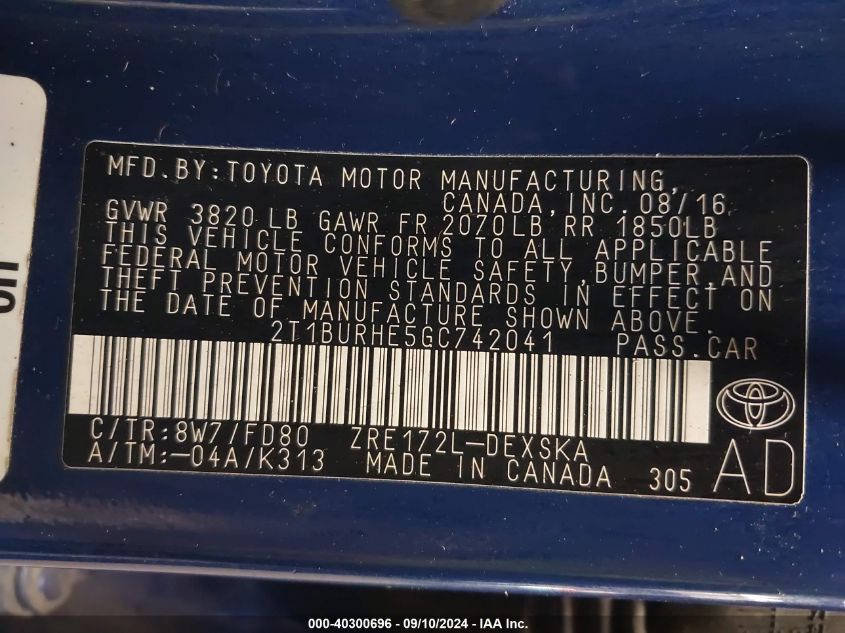 MFD.BY:TOYOTA MOTOR MANUFACTURING,
CANADA, INC. 08/16
GVWR 3820 LB GAWR FR 2070LB RR 1850LB
THIS VEHICLE CONFORMS TO ALL APPLICABLE
FEDERAL MOTOR VEHICLE SAFETY, BUMPER, AND
THEFT PREVENTION STANDARDS IN EFFECT ON
THE DATE OF MANUFACTURE SHOWN ABOVE.
2T1BURHE5GC742041 PASS.CAR
C/TR:8W7/FD80 ZRE172L-DEXSKA
A/TM:-04A/K313 MADE IN CANADA 305 AD
000-40300696 - 09/10/2024 - IAA Inc.